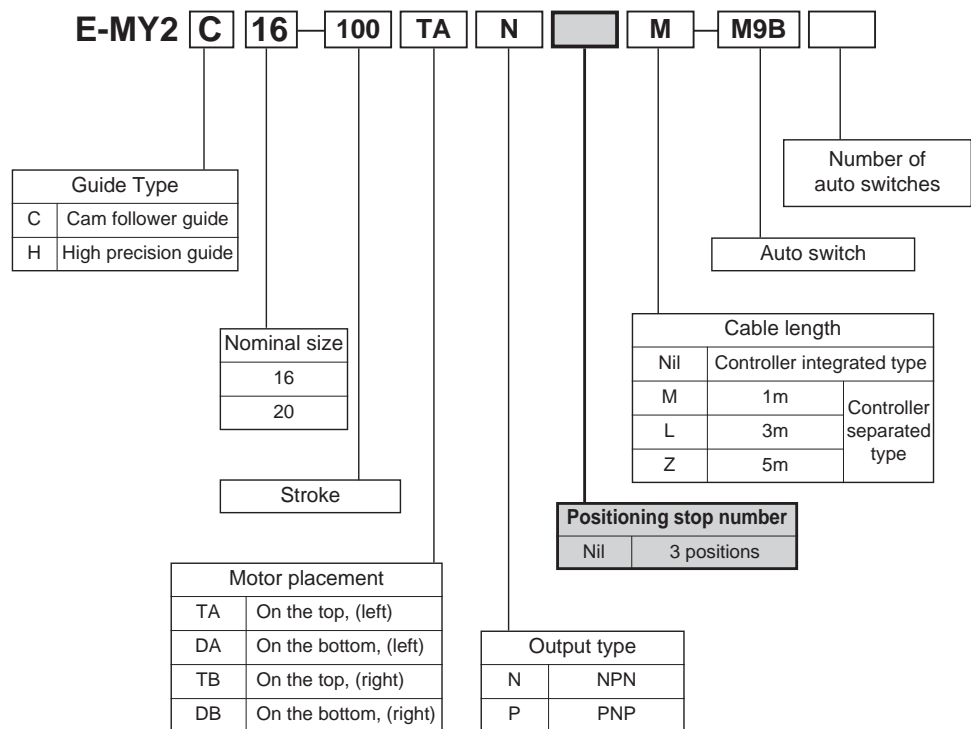 E-MY2 C 16 100 TA N M M9B
Number of
auto switches
Guide Type
C Cam follower guide
H High precision guide
Auto switch
Nominal size
16
20
Cable length
Nil Controller integrated type
M 1m
L 3m
Z 5m
Controller
separated
type
Stroke
Positioning stop number
Nil 3 positions
Motor placement
TA On the top, (left)
DA On the bottom, (left)
TB On the top, (right)
DB On the bottom, (right)
Output type
N NPN
P PNP